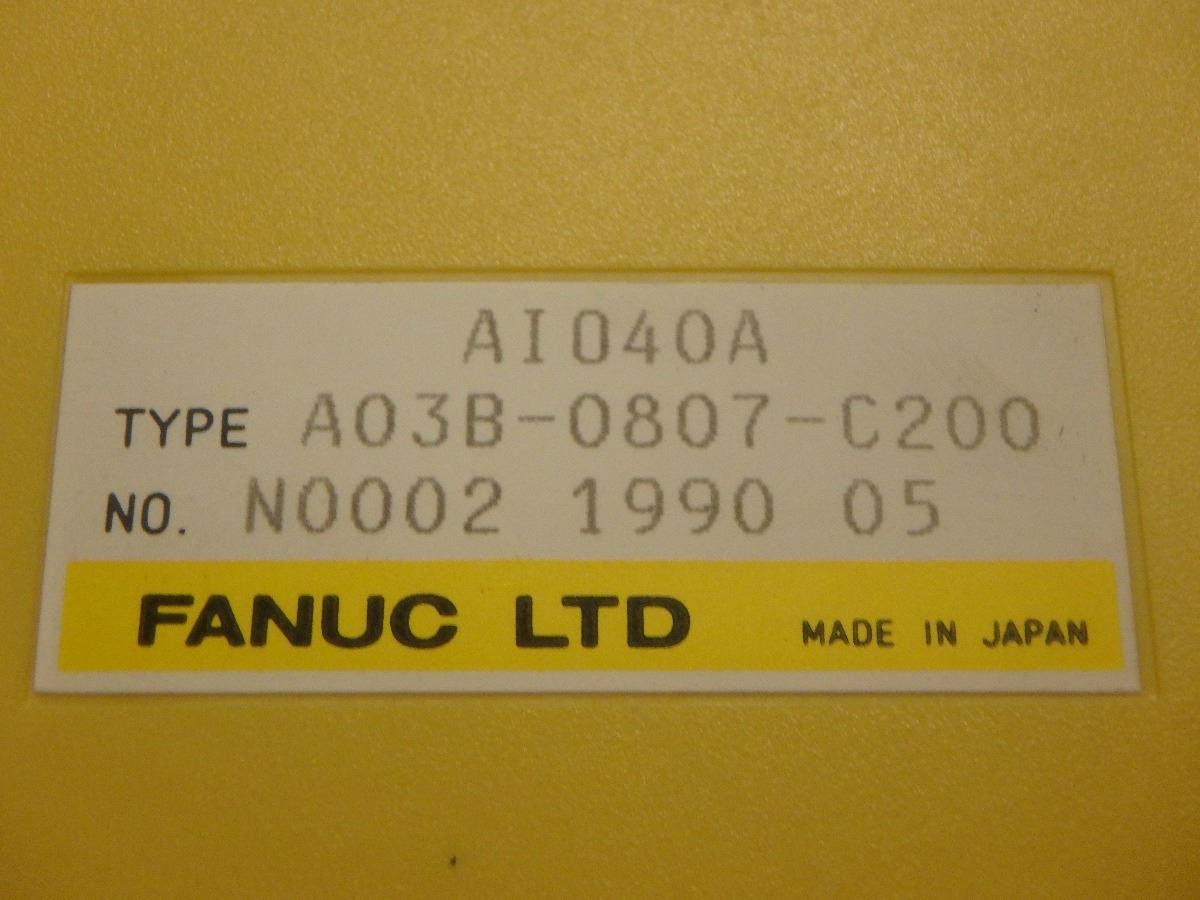 AI040A
TYPE A03B-0807-C200
NO. N0002 1990 05
FANUC LTD MADE IN JAPAN